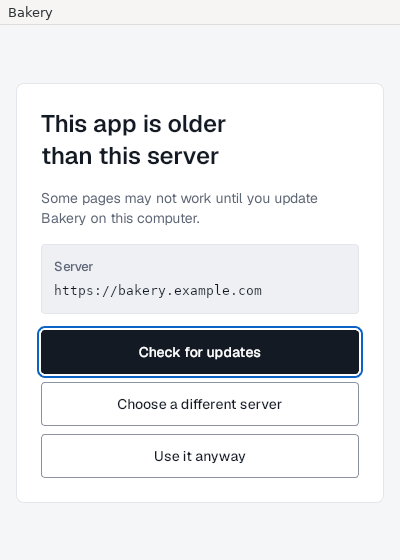 Bakery
This app is older
than this server
Some pages may not work until you update
Bakery on this computer.
Server
https://bakery.example.com
Check for updates
Choose a different server
Use it anyway